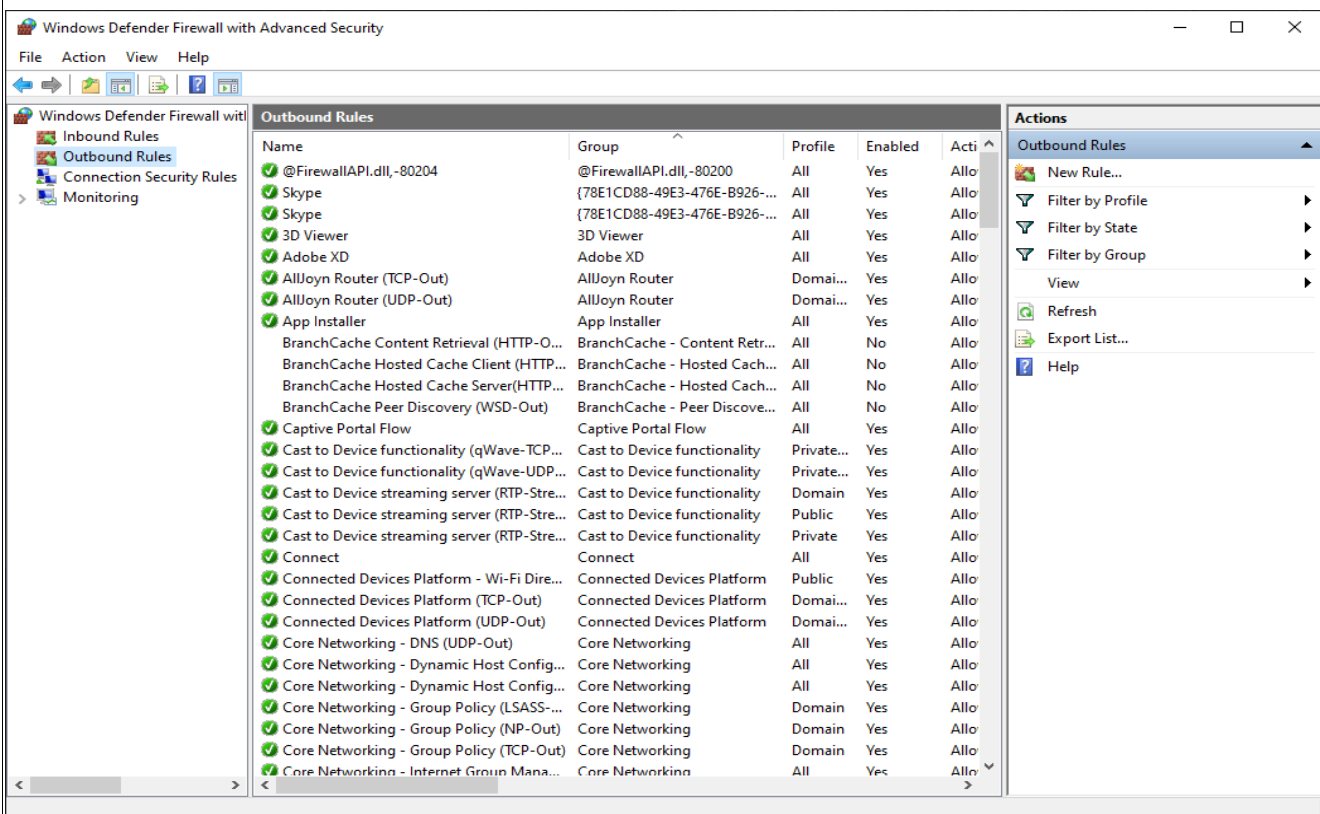 Windows Defender Firewall with Advanced Security
File Action View Help
Windows Defender Firewall witl
Inbound Rules
Outbound Rules
Connection Security Rules
Monitoring
Outbound Rules
Name Group Profile Enabled Acti
@FirewallAPI.dll,-80204 @FirewallAPI.dll,-80200 All Yes Allo
Skype {78E1CD88-49E3-476E-B926-... All Yes Allo
Skype {78E1CD88-49E3-476E-B926-... All Yes Allo
3D Viewer 3D Viewer All Yes Allo
Adobe XD Adobe XD All Yes Allo
AllJoyn Router (TCP-Out) AllJoyn Router Domai... Yes Allo
AllJoyn Router (UDP-Out) AllJoyn Router Domai... Yes Allo
App Installer App Installer All Yes Allo
BranchCache Content Retrieval (HTTP-O... BranchCache - Content Retr... All No Allo
BranchCache Hosted Cache Client (HTTP... BranchCache - Hosted Cach... All No Allo
BranchCache Hosted Cache Server(HTTP... BranchCache - Hosted Cach... All No Allo
BranchCache Peer Discovery (WSD-Out) BranchCache - Peer Discove... All No Allo
Captive Portal Flow Captive Portal Flow All Yes Allo
Cast to Device functionality (qWave-TCP... Cast to Device functionality Private... Yes Allo
Cast to Device functionality (qWave-UDP... Cast to Device functionality Private... Yes Allo
Cast to Device streaming server (RTP-Stre... Cast to Device functionality Domain Yes Allo
Cast to Device streaming server (RTP-Stre... Cast to Device functionality Public Yes Allo
Cast to Device streaming server (RTP-Stre... Cast to Device functionality Private Yes Allo
Connect Connect All Yes Allo
Connected Devices Platform - Wi-Fi Dire... Connected Devices Platform Public Yes Allo
Connected Devices Platform (TCP-Out) Connected Devices Platform Domai... Yes Allo
Connected Devices Platform (UDP-Out) Connected Devices Platform Domai... Yes Allo
Core Networking - DNS (UDP-Out) Core Networking All Yes Allo
Core Networking - Dynamic Host Config... Core Networking All Yes Allo
Core Networking - Dynamic Host Config... Core Networking All Yes Allo
Core Networking - Group Policy (LSASS-... Core Networking Domain Yes Allo
Core Networking - Group Policy (NP-Out) Core Networking Domain Yes Allo
Core Networking - Group Policy (TCP-Out) Core Networking Domain Yes Allo
Core Networking - Internet Group Mana... Core Networking All Yes Allo
Actions
Outbound Rules
New Rule...
Filter by Profile
Filter by State
Filter by Group
View
Refresh
Export List...
Help